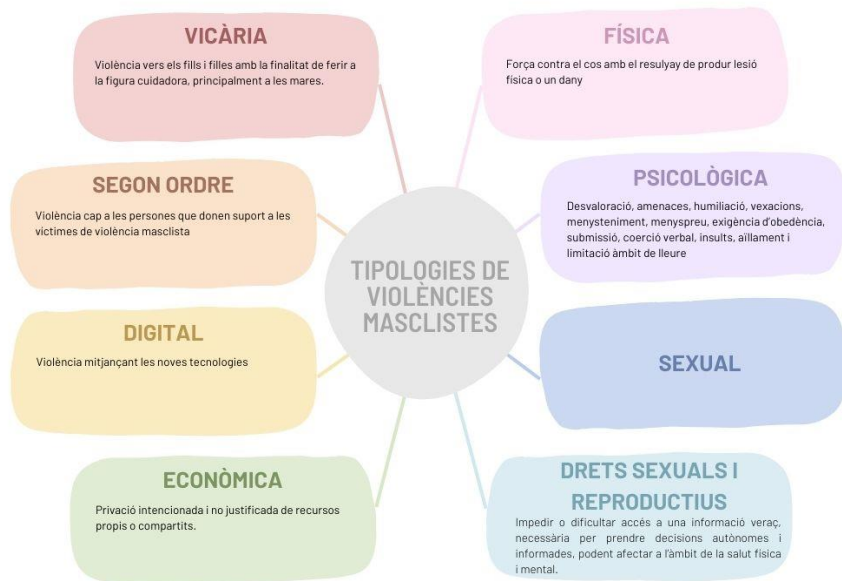 VICÀRIA
Violència vers els fills i filles amb la finalitat de ferir a
la figura cuidadora, principalment a les mares.
FÍSICA
Força contra el cos amb el resulyay de produr lesió
física o un dany
SEGON ORDRE
Violència cap a les persones que donen suport a les
víctimes de violència masclista
PSICOLÒGICA
Desvaloració, amenaces, humiliació, vexacions,
menysteniment, menyspreu, exigència d'obedència,
submissió, coerció verbal, insults, aïllament i
limitació àmbit de lleure
TIPOLOGIES DE
VIOLÈNCIES
MASCLISTES
DIGITAL
Violència mitjançant les noves tecnologies
SEXUAL
ECONÒMICA
Privació intencionada i no justificada de recursos
propis o compartits.
DRETS SEXUALS I
REPRODUCTIUS
Impedir o dificultar accés a una informació veraç,
necessària per prendre decisions autònomes i
informades, podent afectar a l'àmbit de la salut física
i mental.